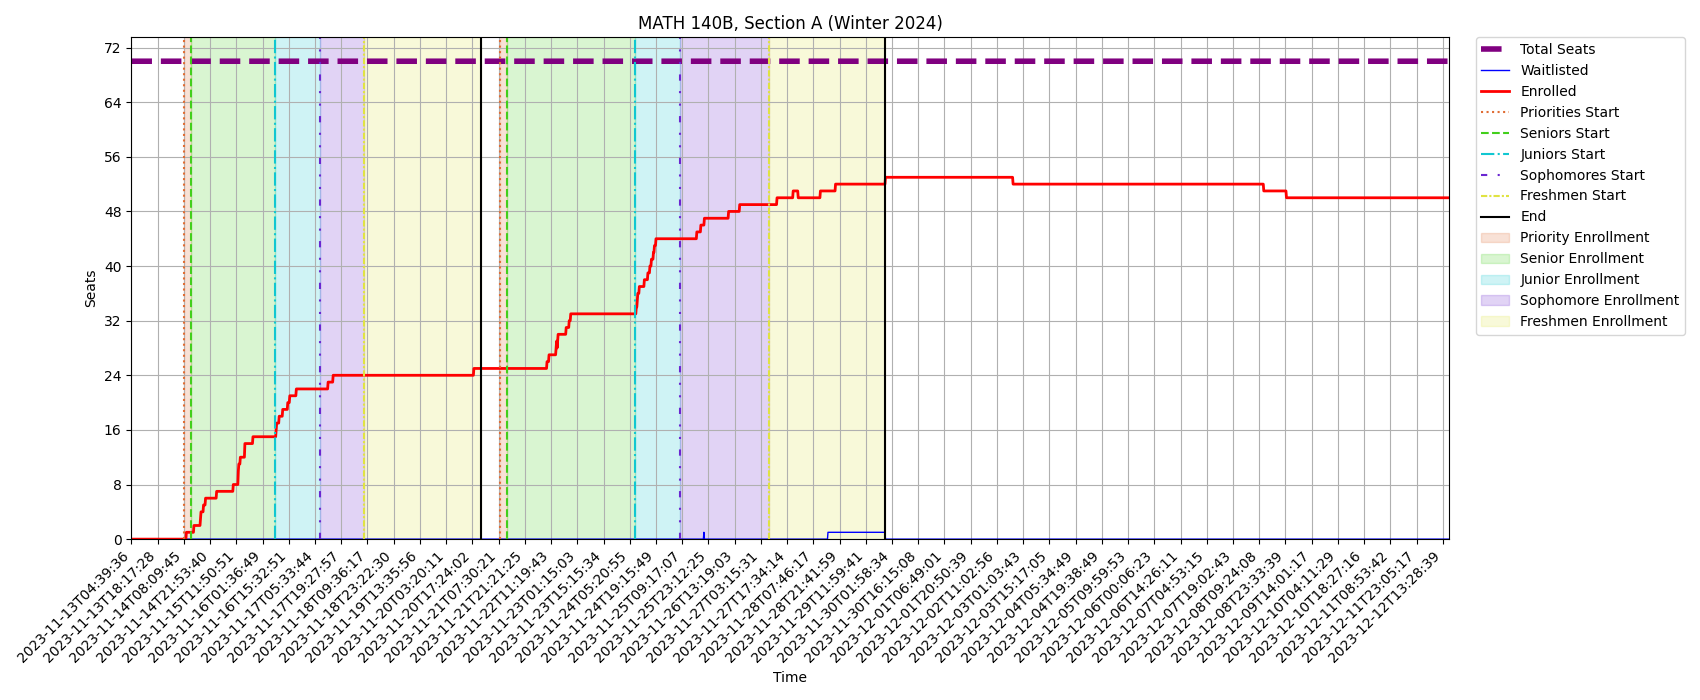 MATH 140B, Section A (Winter 2024)
72
64
56
48
40
32
24
16
8
0
Seats
2023-11-13T04:39:36
2023-11-13T18:17:28
2023-11-14T08:09:45
2023-11-14T21:53:40
2023-11-15T11:50:51
2023-11-16T01:36:49
2023-11-16T15:32:51
2023-11-17T05:33:44
2023-11-17T19:27:57
2023-11-18T09:36:17
2023-11-18T23:22:30
2023-11-19T13:35:56
2023-11-20T03:20:11
2023-11-20T17:24:02
2023-11-21T07:30:21
2023-11-21T21:21:25
2023-11-22T11:19:43
2023-11-23T01:15:03
2023-11-23T15:15:34
2023-11-24T05:20:55
2023-11-24T19:15:49
2023-11-25T09:17:07
2023-11-25T23:12:25
2023-11-26T13:19:03
2023-11-27T03:15:31
2023-11-27T17:34:14
2023-11-28T07:46:17
2023-11-28T21:41:59
2023-11-29T11:59:41
2023-11-30T01:58:34
2023-11-30T16:15:08
2023-12-01T06:49:01
2023-12-01T20:50:39
2023-12-02T11:02:56
2023-12-03T01:03:43
2023-12-03T15:17:05
2023-12-04T05:34:49
2023-12-04T19:38:49
2023-12-05T09:59:53
2023-12-06T00:06:23
2023-12-06T14:26:11
2023-12-07T04:53:15
2023-12-07T19:02:43
2023-12-08T09:24:08
2023-12-08T23:33:39
2023-12-09T14:01:17
2023-12-10T04:11:29
2023-12-10T18:27:16
2023-12-11T08:53:42
2023-12-11T23:05:17
2023-12-12T13:28:39
Time
Total Seats
Waitlisted
Enrolled
Priorities Start
Seniors Start
Juniors Start
Sophomores Start
Freshmen Start
End
Priority Enrollment
Senior Enrollment
Junior Enrollment
Sophomore Enrollment
Freshmen Enrollment